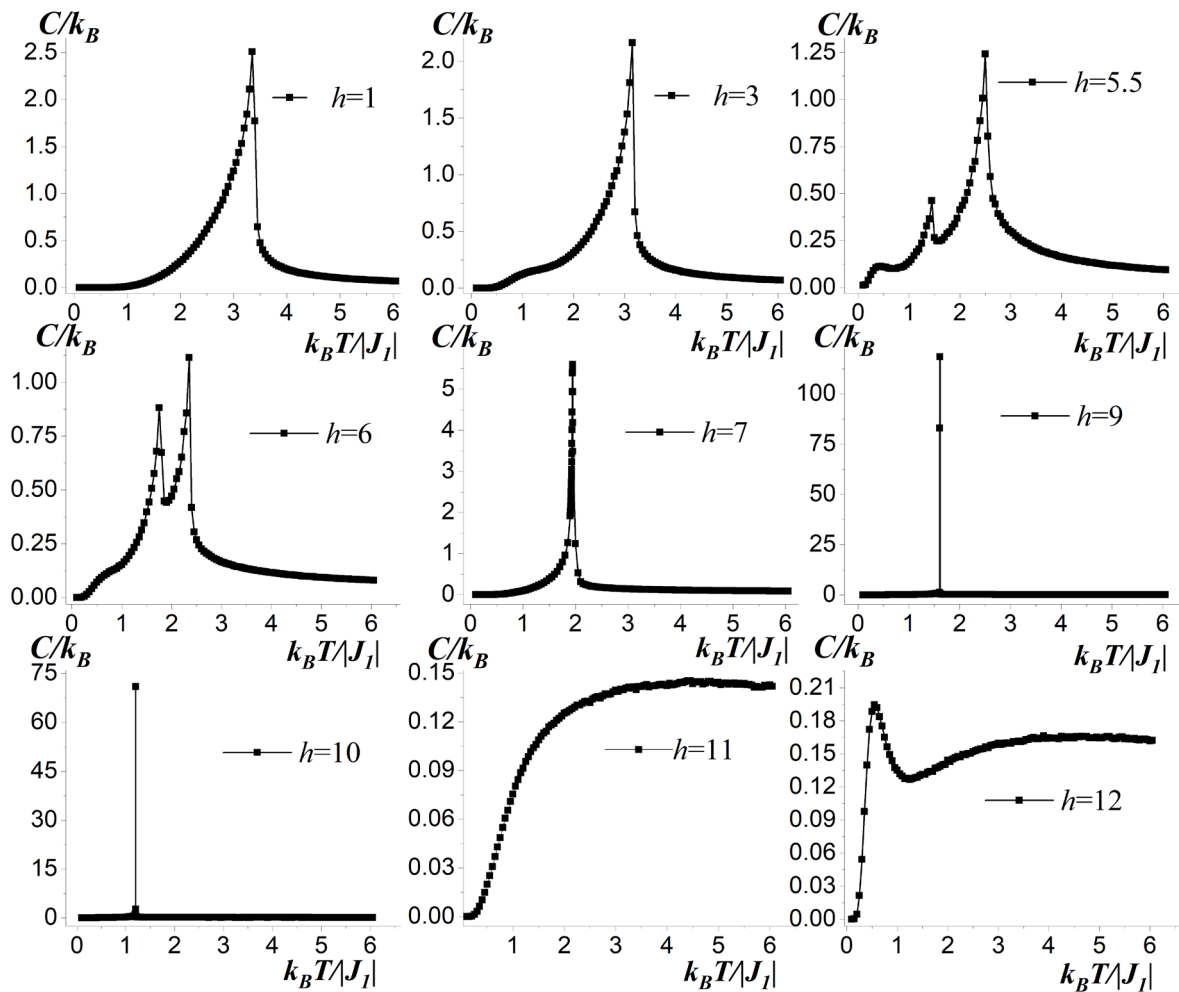 C/k_B
2.5
2.0
1.5
1.0
0.5
0.0
h=1
0 1 2 3 4 5 6
k_BT/|J_1|
C/k_B
2.0
1.5
1.0
0.5
0.0
h=3
0 1 2 3 4 5 6
k_BT/|J_1|
C/k_B
1.25
1.00
0.75
0.50
0.25
0.00
h=5.5
0 1 2 3 4 5 6
k_BT/|J_1|
C/k_B
1.00
0.75
0.50
0.25
0.00
h=6
0 1 2 3 4 5 6
k_BT/|J_1|
C/k_B
5
4
3
2
1
0
h=7
0 1 2 3 4 5 6
k_BT/|J_1|
C/k_B
100
75
50
25
0
h=9
0 1 2 3 4 5 6
k_BT/|J_1|
C/k_B
75
60
45
30
15
0
h=10
0 1 2 3 4 5 6
k_BT/|J_1|
C/k_B
0.15
0.12
0.09
0.06
0.03
0.00
h=11
1 2 3 4 5 6
k_BT/|J_1|
C/k_B
0.21
0.18
0.15
0.12
0.09
0.06
0.03
0.00
h=12
0 1 2 3 4 5 6
k_BT/|J_1|